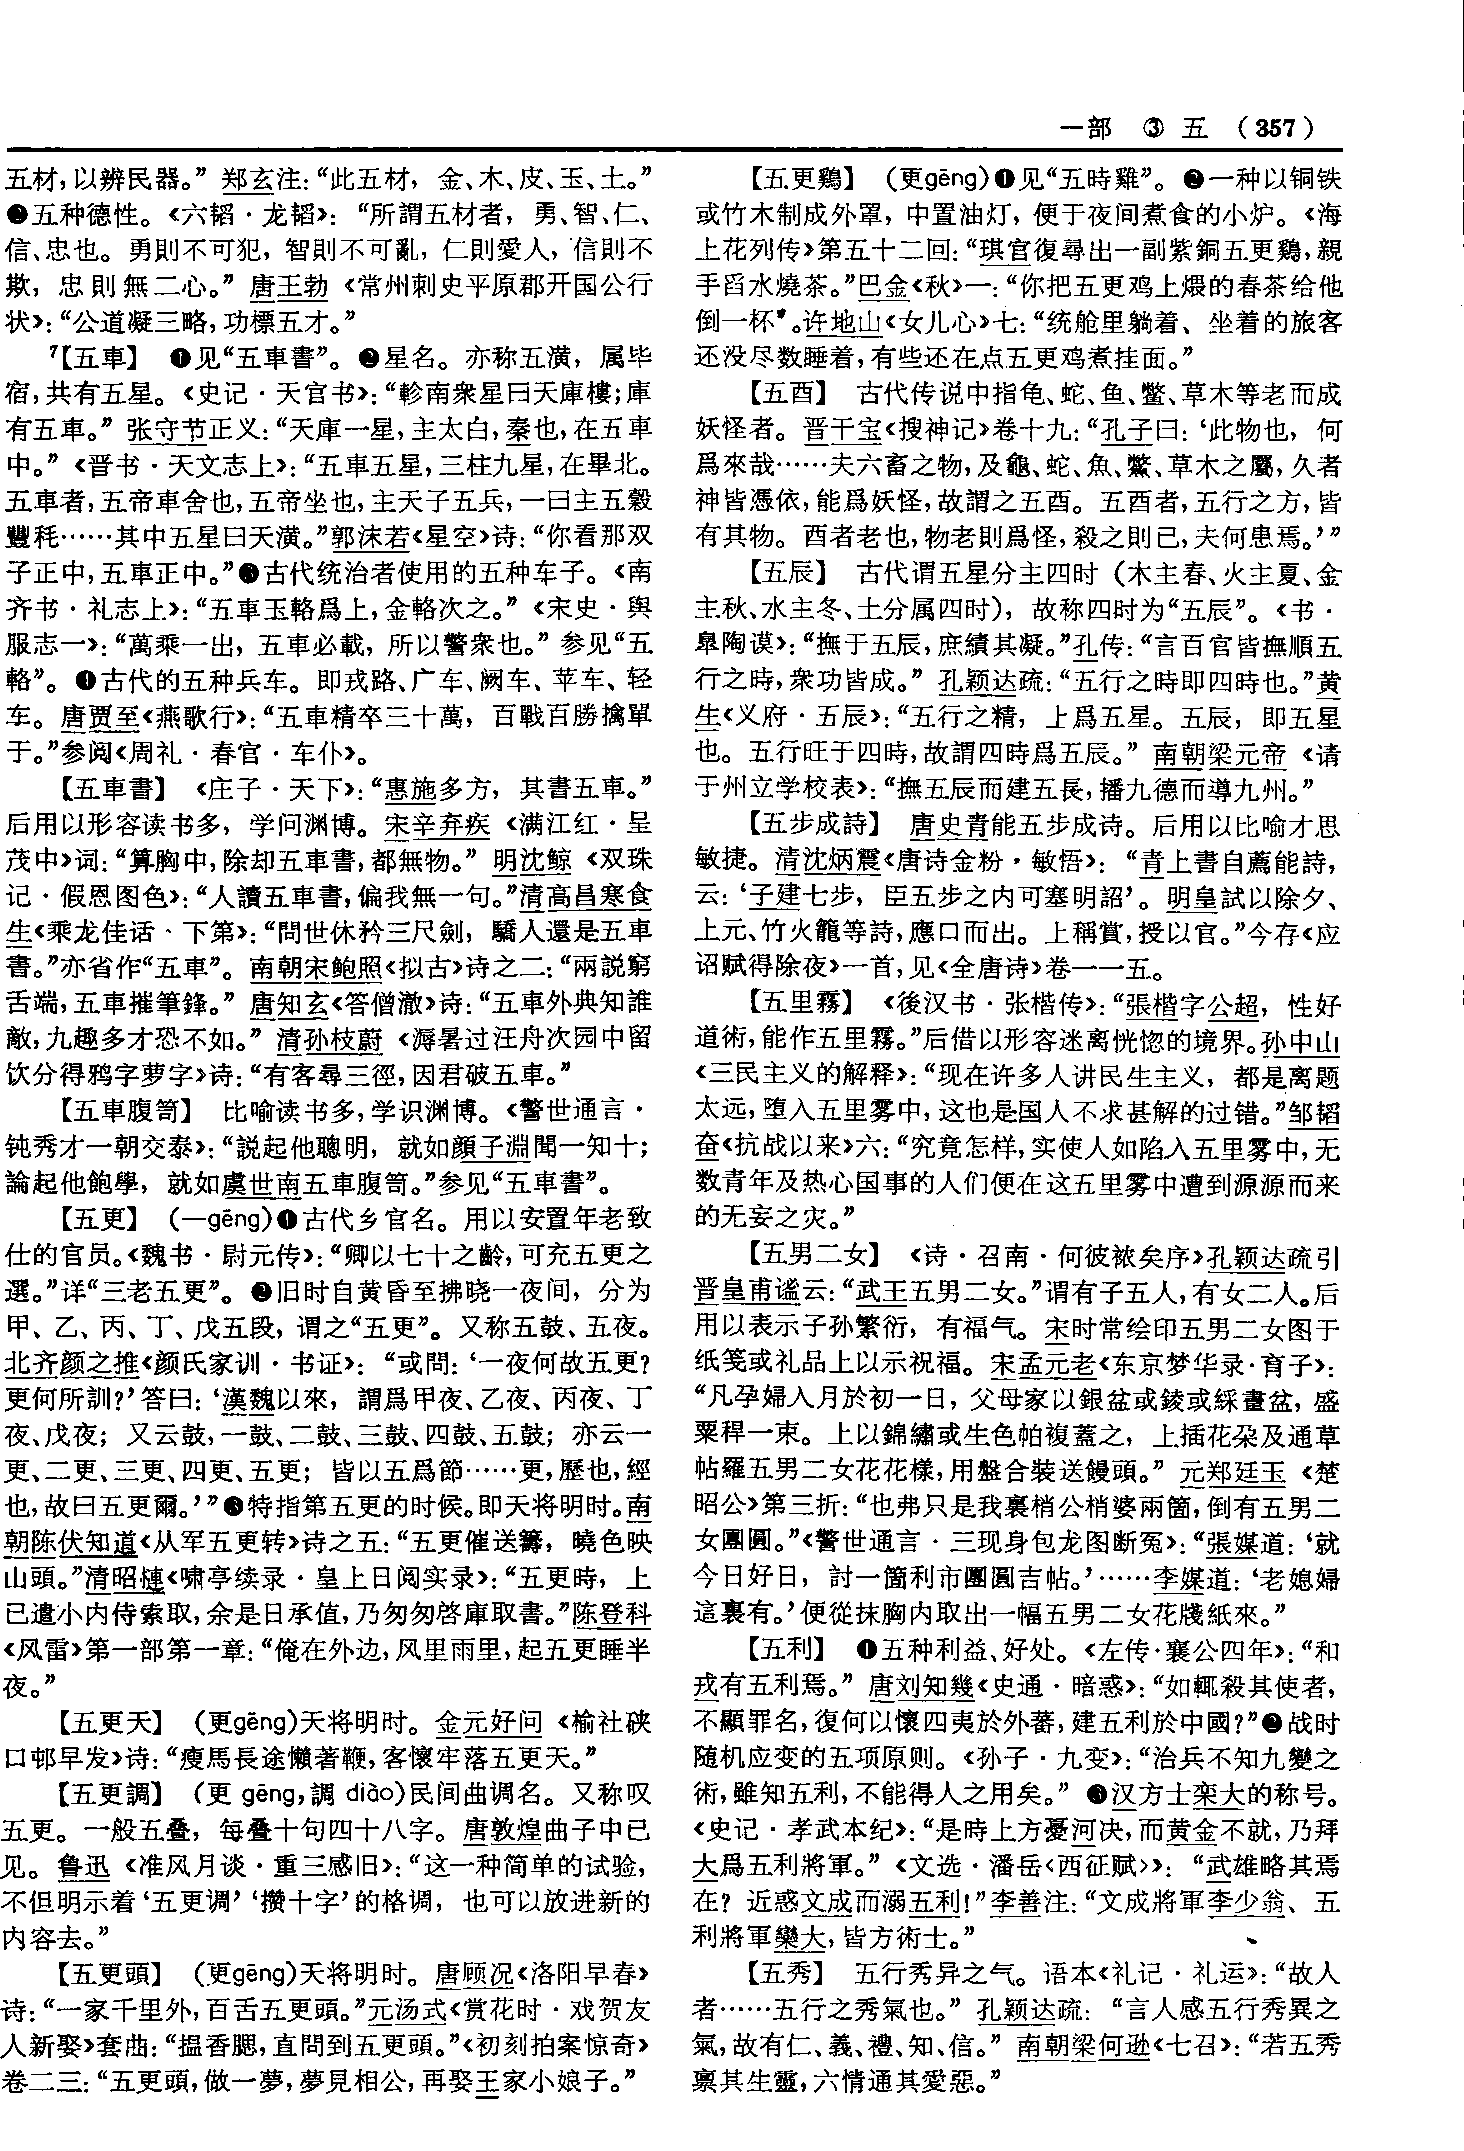 一部 ③ 五 (357)
五材,以辨民器。” 郑玄注:“此五材, 金、木、皮、玉、土。”
❷五种德性。《六韬·龙韬》: “所謂五材者, 勇、智、仁、
信、忠也。勇則不可犯, 智則不可亂, 仁則愛人, 信則不
欺, 忠則無二心。” 唐王勃《常州刺史平原郡开国公行
状》:“公道凝三略,功標五才。”
⁷【五車】 ❶见“五車書”。❷星名。亦称五潢, 属毕
宿,共有五星。《史记·天官书》:“軫南衆星曰天庫樓;庫
有五車。” 张守节正义:“天庫一星,主太白,秦也,在五車
中。”《晋书·天文志上》:“五車五星,三柱九星,在畢北。
五車者,五帝車舍也,五帝坐也,主天子五兵,一曰主五穀
豐耗……其中五星曰天潢。”郭沫若《星空》诗:“你看那双
子正中,五車正中。”❸古代统治者使用的五种车子。《南
齐书·礼志上》:“五車玉輅爲上,金輅次之。”《宋史·舆
服志一》:“萬乘一出, 五車必載, 所以警衆也。” 参见“五
輅”。❹古代的五种兵车。即戎路、广车、阙车、苹车、轻
车。唐贾至《燕歌行》:“五車精卒三十萬, 百戰百勝擒單
于。”参阅《周礼·春官·车仆》。
【五車書】 《庄子·天下》:“惠施多方, 其書五車。”
后用以形容读书多, 学问渊博。宋辛弃疾《满江红·呈
茂中》词:“算胸中,除却五車書,都無物。” 明沈鲸《双珠
记·假恩图色》:“人讀五車書,偏我無一句。”清高昌寒食
生《乘龙佳话、下第》:“問世休矜三尺劍, 驕人還是五車
書。”亦省作“五車”。南朝宋鲍照《拟古》诗之二:“兩説窮
舌端,五車摧筆鋒。” 唐知玄《答僧澈》诗:“五車外典知誰
敵,九趣多才恐不如。” 清孙枝蔚《溽暑过汪舟次园中留
饮分得鸦字萝字》诗:“有客尋三徑,因君破五車。”
【五車腹笥】 比喻读书多,学识渊博。《警世通言·
钝秀才一朝交泰》:“説起他聰明, 就如顔子淵聞一知十;
論起他飽學, 就如虞世南五車腹笥。”参见“五車書”。
【五更】 (—gēng)❶古代乡官名。用以安置年老致
仕的官员。《魏书·尉元传》:“卿以七十之齡,可充五更之
選。”详“三老五更”。❷旧时自黄昏至拂晓一夜间, 分为
甲、乙、丙、丁、戊五段, 谓之“五更”。又称五鼓、五夜。
北齐颜之推《颜氏家训·书证》: “或問:‘一夜何故五更?
更何所訓?’答曰:‘漢魏以來, 謂爲甲夜、乙夜、丙夜、丁
夜、戊夜; 又云鼓,一鼓、二鼓、三鼓、四鼓、五鼓; 亦云一
更、二更、三更、四更、五更; 皆以五爲節……更,歷也,經
也,故曰五更爾。’”❸特指第五更的时候。即天将明时。南
朝陈伏知道《从军五更转》诗之五:“五更催送籌, 曉色映
山頭。”清昭槤《啸亭续录·皇上日阅实录》:“五更時, 上
已遣小内侍索取,余是日承值,乃匆匆啓庫取書。”陈登科
《风雷》第一部第一章:“俺在外边,风里雨里,起五更睡半
夜。”
【五更天】 (更gēng)天将明时。金元好问《榆社硖
口邨早发》诗:“瘦馬長途懶著鞭,客懷牢落五更天。”
【五更調】 (更 gēng,調 diào)民间曲调名。又称叹
五更。一般五叠, 每叠十句四十八字。唐敦煌曲子中已
见。鲁迅《准风月谈·重三感旧》:“这一种简单的试验,
不但明示着‘五更调’‘攒十字’的格调, 也可以放进新的
内容去。”
【五更頭】 (更gēng)天将明时。唐顾况《洛阳早春》
诗:“一家千里外,百舌五更頭。”元汤式《赏花时·戏贺友
人新娶》套曲:“揾香腮,直問到五更頭。”《初刻拍案惊奇》
卷二三:“五更頭,做一夢,夢見相公,再娶王家小娘子。”
【五更鷄】 (更gēng)❶见“五時雞”。❷一种以铜铁
或竹木制成外罩, 中置油灯, 便于夜间煮食的小炉。《海
上花列传》第五十二回:“琪官復尋出一副紫銅五更鷄,親
手舀水燒茶。”巴金《秋》一:“你把五更鸡上煨的春茶给他
倒一杯”。许地山《女儿心》七:“统舱里躺着、坐着的旅客
还没尽数睡着,有些还在点五更鸡煮挂面。”
【五酉】 古代传说中指龟、蛇、鱼、鳖、草木等老而成
妖怪者。晋干宝《搜神记》卷十九:“孔子曰:‘此物也, 何
爲來哉……夫六畜之物,及龜、蛇、魚、鱉、草木之屬,久者
神皆憑依,能爲妖怪,故謂之五酉。五酉者,五行之方,皆
有其物。酉者老也,物老則爲怪,殺之則已,夫何患焉。’”
【五辰】 古代谓五星分主四时 (木主春、火主夏、金
主秋、水主冬、土分属四时), 故称四时为“五辰”。《书·
臯陶谟》:“撫于五辰,庶績其凝。”孔传:“言百官皆撫順五
行之時,衆功皆成。” 孔颖达疏:“五行之時即四時也。”黄
生《义府·五辰》:“五行之精, 上爲五星。五辰, 即五星
也。五行旺于四時,故謂四時爲五辰。” 南朝梁元帝《请
于州立学校表》:“撫五辰而建五長,播九德而導九州。”
【五步成詩】 唐史青能五步成诗。后用以比喻才思
敏捷。清沈炳震《唐诗金粉·敏悟》: “青上書自薦能詩,
云:‘子建七步, 臣五步之内可塞明詔’。明皇試以除夕、
上元、竹火籠等詩,應口而出。上稱賞,授以官。”今存《应
诏赋得除夜》一首,见《全唐诗》卷一一五。
【五里霧】 《後汉书·张楷传》:“張楷字公超, 性好
道術,能作五里霧。”后借以形容迷离恍惚的境界。孙中山
《三民主义的解释》:“现在许多人讲民生主义, 都是离题
太远,堕入五里雾中,这也是国人不求甚解的过错。”邹韬
奋《抗战以来》六:“究竟怎样,实使人如陷入五里雾中,无
数青年及热心国事的人们便在这五里雾中遭到源源而来
的无妄之灾。”
【五男二女】 《诗·召南·何彼襛矣序》孔颖达疏引
晋皇甫谧云:“武王五男二女。”谓有子五人,有女二人。后
用以表示子孙繁衍, 有福气。宋时常绘印五男二女图于
纸笺或礼品上以示祝福。宋孟元老《东京梦华录·育子》:
“凡孕婦入月於初一日, 父母家以銀盆或錂或綵畫盆, 盛
粟稈一束。上以錦繡或生色帕複蓋之, 上插花朶及通草
帖羅五男二女花花樣,用盤合裝送饅頭。” 元郑廷玉《楚
昭公》第三折:“也弗只是我裏梢公梢婆兩箇,倒有五男二
女團圓。”《警世通言·三现身包龙图断冤》:“張媒道:‘就
今日好日, 討一箇利市團圓吉帖。’……李媒道:‘老媳婦
這裏有。’便從抹胸内取出一幅五男二女花牋紙來。”
【五利】 ❶五种利益、好处。《左传·襄公四年》:“和
戎有五利焉。” 唐刘知幾《史通·暗惑》:“如輒殺其使者,
不顯罪名,復何以懷四夷於外蕃,建五利於中國?”❷战时
随机应变的五项原则。《孙子·九变》:“治兵不知九變之
術,雖知五利,不能得人之用矣。” ❸汉方士栾大的称号。
《史记·孝武本纪》:“是時上方憂河决,而黄金不就,乃拜
大爲五利將軍。”《文选·潘岳〈西征赋〉》: “武雄略其焉
在? 近惑文成而溺五利!”李善注:“文成將軍李少翁、五
利將軍欒大,皆方術士。”
【五秀】 五行秀异之气。语本《礼记·礼运》:“故人
者……五行之秀氣也。” 孔颖达疏: “言人感五行秀異之
氣,故有仁、義、禮、知、信。” 南朝梁何逊《七召》:“若五秀
禀其生靈,六情通其愛惡。”